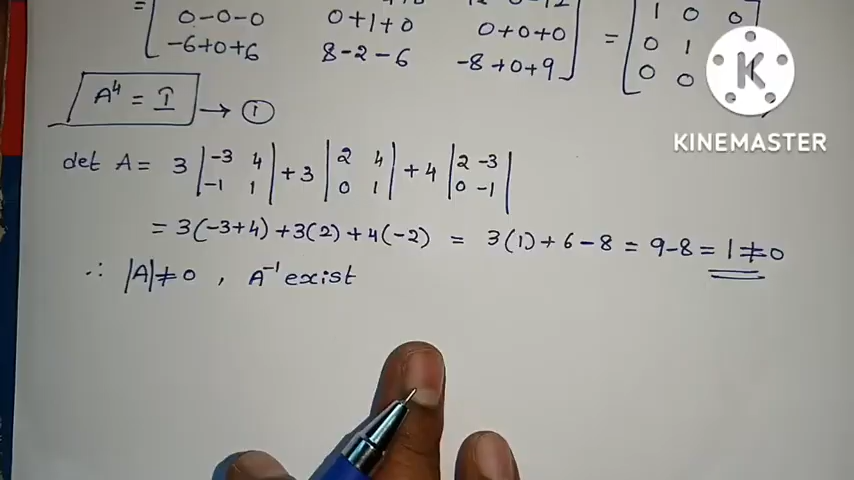 = 0-0-0 0+1+0 0+0+0 = 1 0 0
-6+0+6 8-2-6 -8+0+9 0 1
0 0
A⁴ = I → ①
det A = 3 |-3 4; -1 1| + 3 |2 4; 0 1| + 4 |2 -3; 0 -1|
= 3(-3+4) + 3(2) + 4(-2) = 3(1) + 6 - 8 = 9-8 = 1 ≠ 0
∴ |A| ≠ 0 , A⁻¹ exist
K
KINEMASTER